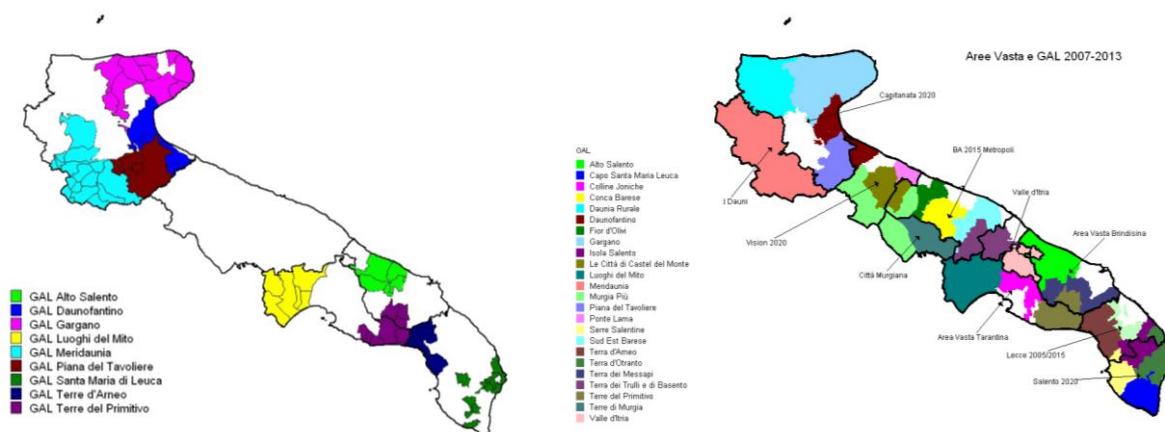 GAL Alto Salento
GAL Daunofantino
GAL Gargano
GAL Luoghi del Mito
GAL Meridaunia
GAL Piana del Tavoliere
GAL Santa Maria di Leuca
GAL Terre d'Arneo
GAL Terre del Primitivo
Aree Vasta e GAL 2007-2013
Capitanata 2020
BA 2015 Metropoli
Valle d'Itria
Area Vasta Brindisina
i Dauni
Vision 2020
Città Murgiana
Area Vasta Tarantina
Lecce 2005/2015
Salento 2020
GAL
Alto Salento
Capo Santa Maria Leuca
Colline Joniche
Conca Barese
Daunia Rurale
Daunofantino
Fior d'Olivi
Gargano
Isola Salento
Le Città di Castel del Monte
Luoghi del Mito
Meridaunia
Murgia Più
Piana del Tavoliere
Ponte Lama
Serre Salentine
Sud Est Barese
Terra d'Arneo
Terra d'Otranto
Terra dei Messapi
Terra dei Trulli e di Basento
Terre del Primitivo
Terre di Murgia
Valle d'Itria